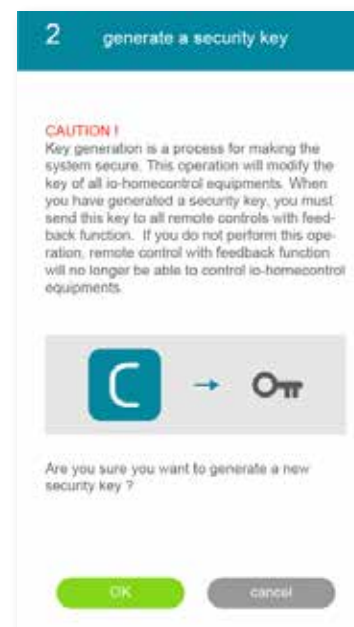 2 generate a security key
CAUTION !
Key generation is a process for making the
system secure. This operation will modify the
key of all io-homecontrol equipments. When
you have generated a security key, you must
send this key to all remote controls with feed-
back function. If you do not perform this ope-
ration, remote control with feedback function
will no longer be able to control io-homecontrol
equipments.
Are you sure you want to generate a new
security key ?
OK cancel